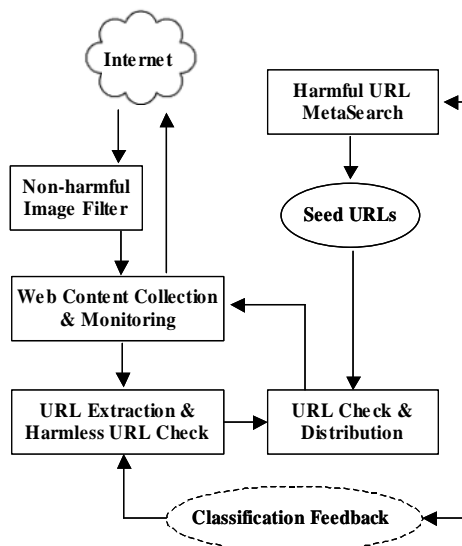 Internet
Harmful URL
MetaSearch
Non-harmful
Image Filter
Seed URLs
Web Content Collection
& Monitoring
URL Extraction &
Harmless URL Check
URL Check &
Distribution
Classification Feedback